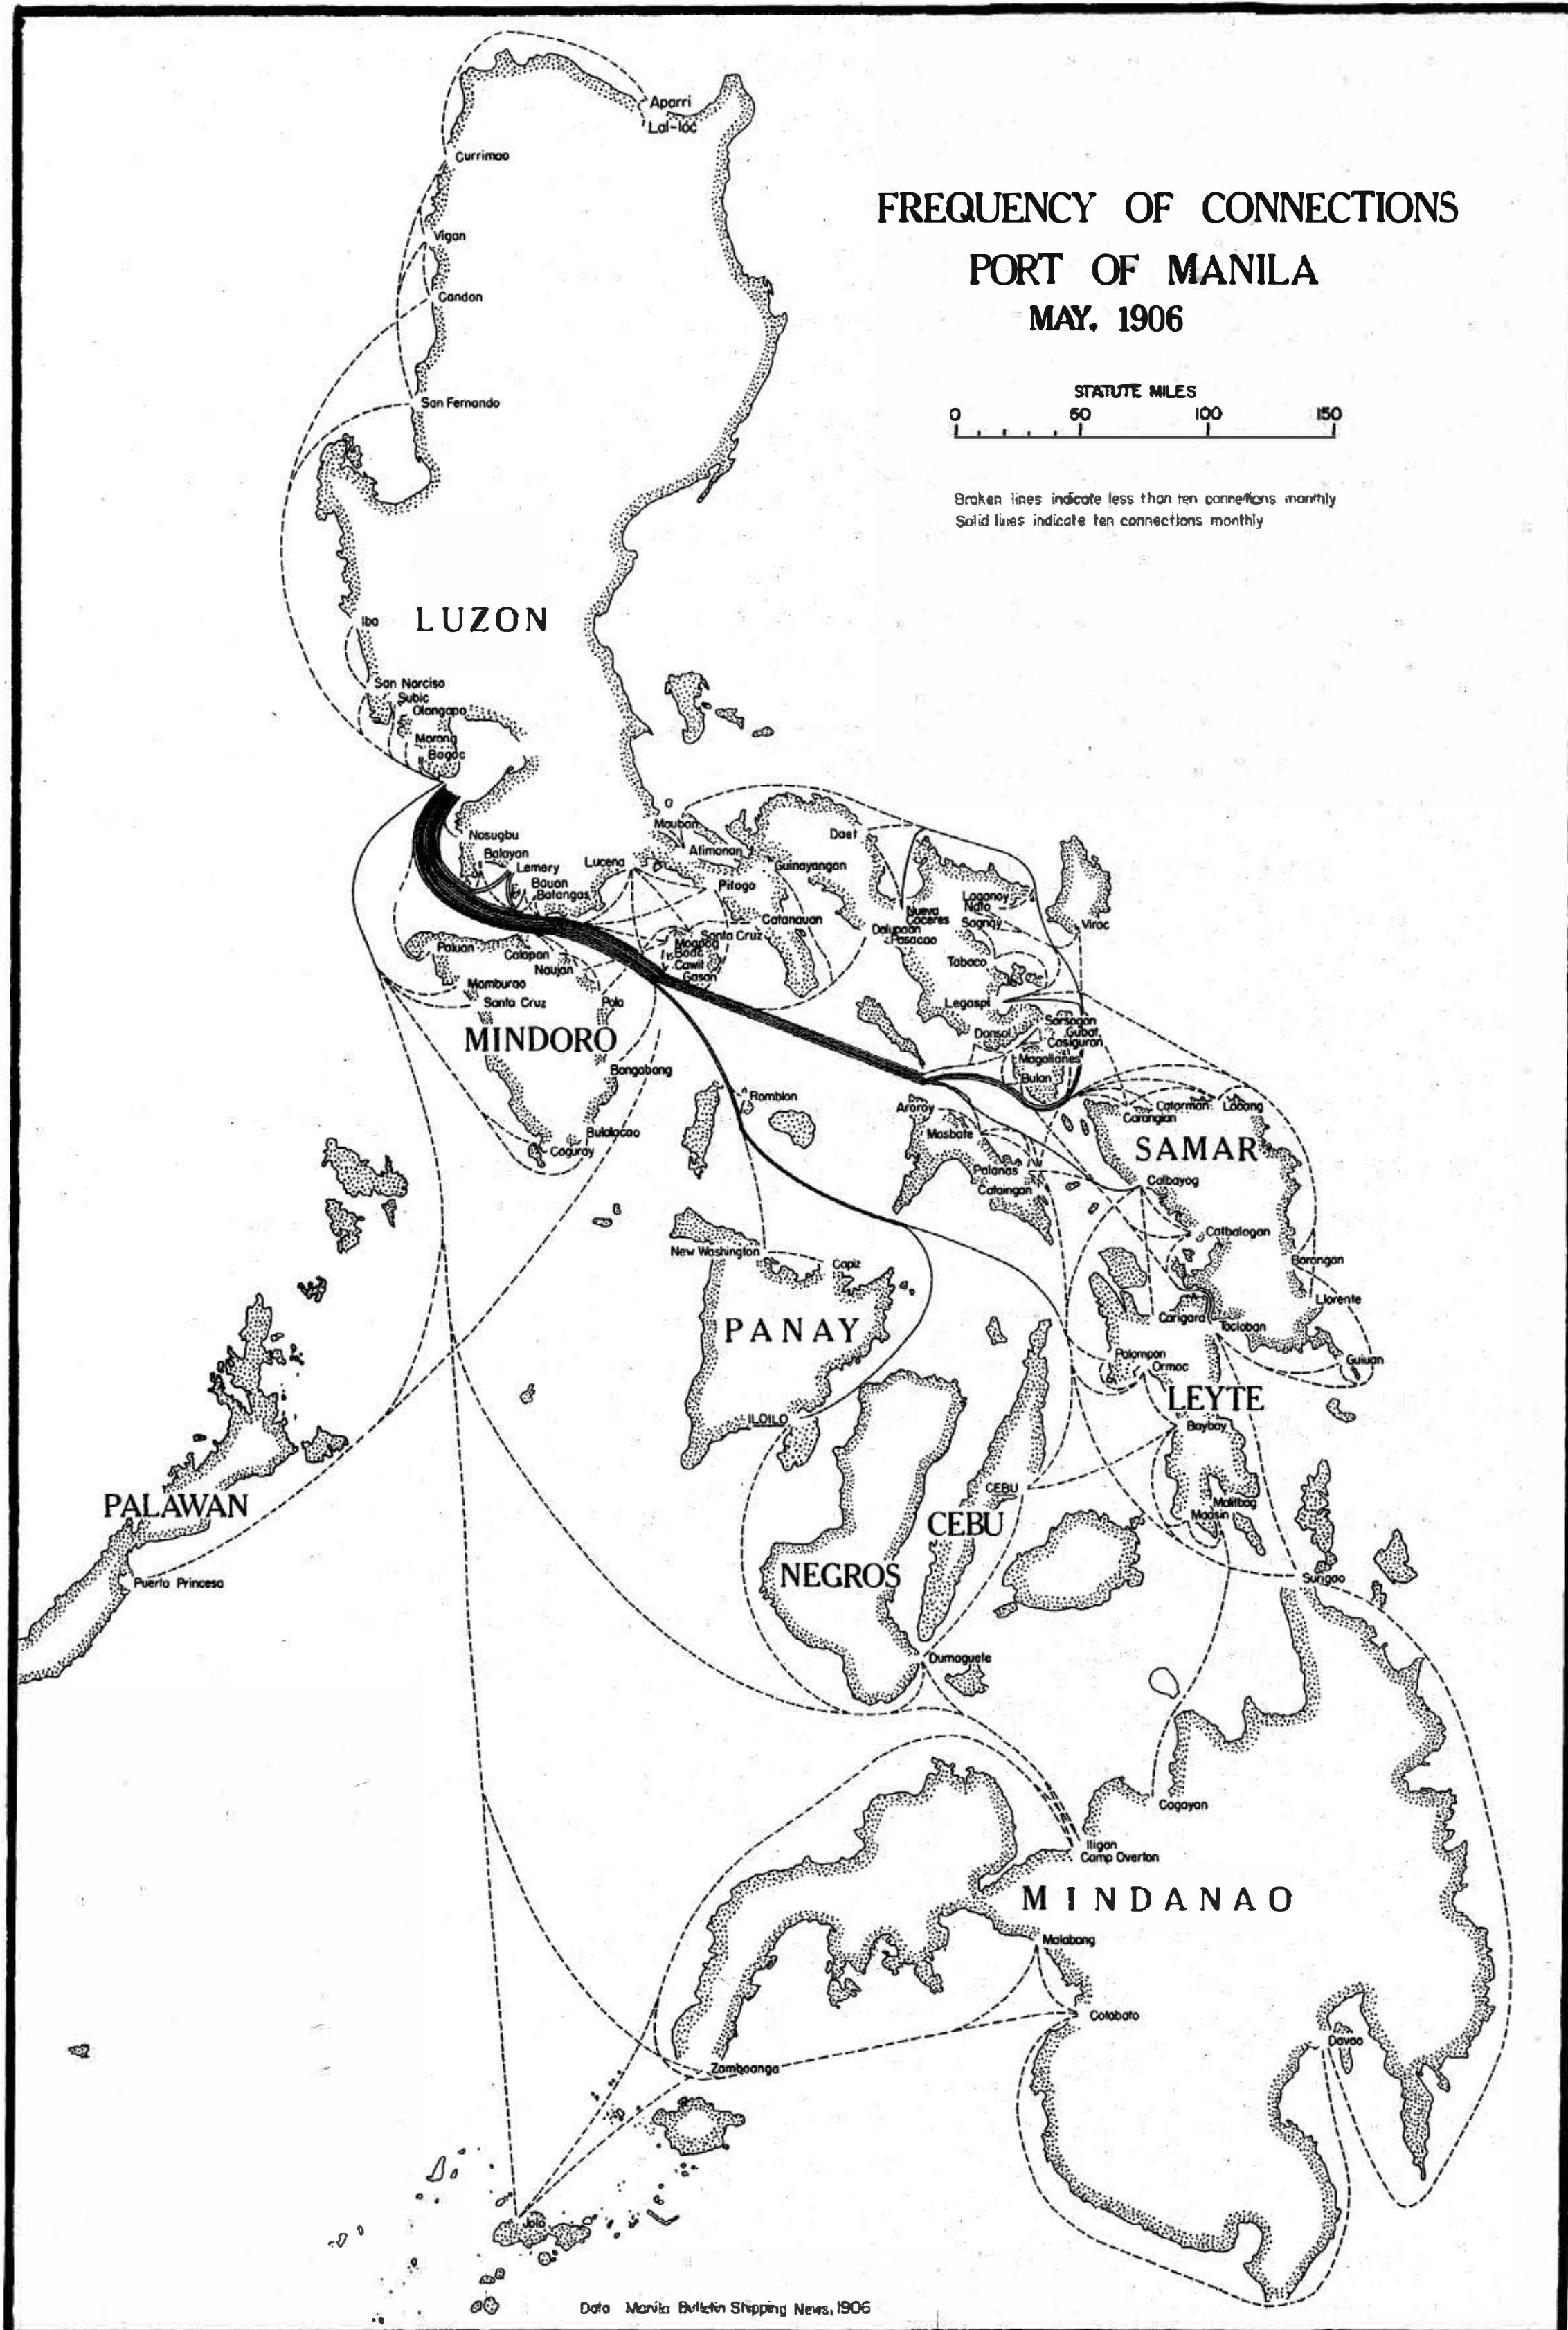 Aparri
Lal-loc
Currimao
FREQUENCY OF CONNECTIONS
PORT OF MANILA
MAY, 1906
Vigan
Candon
STATUTE MILES
0 50 100 150
San Fernando
Broken lines indicate less than ten connections monthly
Solid lines indicate ten connections monthly
Iba
LUZON
San Narciso
Subic
Olongapo
Morong
Bagac
Nasugbu
Balayan
Lemery
Bauan
Batangas
Lucena
Mauban
Atimonan
Daet
Guinayangan
Pitogo
Catanauan
Santa Cruz
Mogpog
Boac
Cawit
Gasan
Nueva
Caceres
Dalupaon
Pasacao
Lagonoy
Nato
Sagnay
Virac
Tabaco
Legaspi
Paluan
Calapan
Naujan
Mamburao
Santa Cruz
Pola
MINDORO
Bongabong
Bulalacao
Caguray
Romblon
Donsol
Sorsogon
Gubat
Casiguran
Magallanes
Bulan
Aroroy
Masbate
Palanas
Cataingan
Catarman
Laoang
Carangian
SAMAR
Calbayog
Catbalogan
Borongan
Llorente
New Washington
Capiz
PANAY
ILOILO
Carigara
Tacloban
Guiuan
Palompon
Ormoc
LEYTE
Baybay
Malitbog
Maasin
PALAWAN
Puerto Princesa
CEBU
CEBU
NEGROS
Surigao
Dumaguete
Cagayan
Iligan
Camp Overton
MINDANAO
Malabang
Cotobato
Davao
Zamboanga
Jolo
Data Manila Bulletin Shipping News, 1906